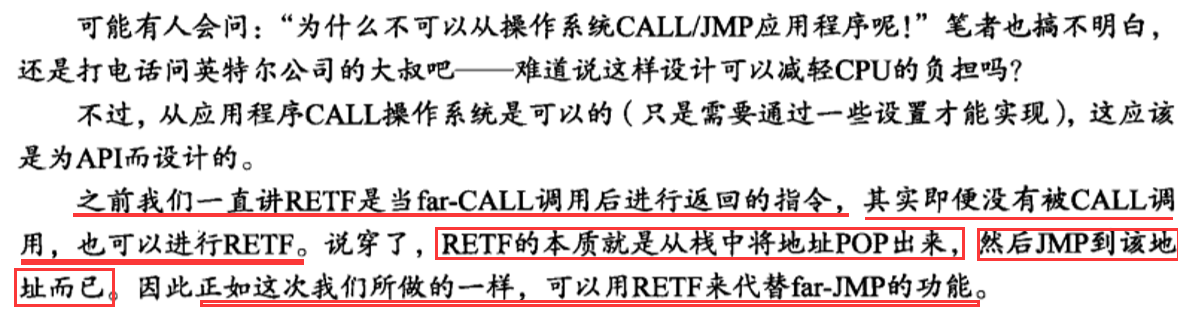 可能有人会问：“为什么不可以从操作系统CALL/JMP应用程序呢！”笔者也搞不明白，
还是打电话问英特尔公司的大叔吧——难道说这样设计可以减轻CPU的负担吗？
不过，从应用程序CALL操作系统是可以的（只是需要通过一些设置才能实现），这应该
是为API而设计的。
之前我们一直讲RETF是当far-CALL调用后进行返回的指令，其实即便没有被CALL调
用，也可以进行RETF。说穿了，RETF的本质就是从栈中将地址POP出来，然后JMP到该地
址而已。因此正如这次我们所做的一样，可以用RETF来代替far-JMP的功能。